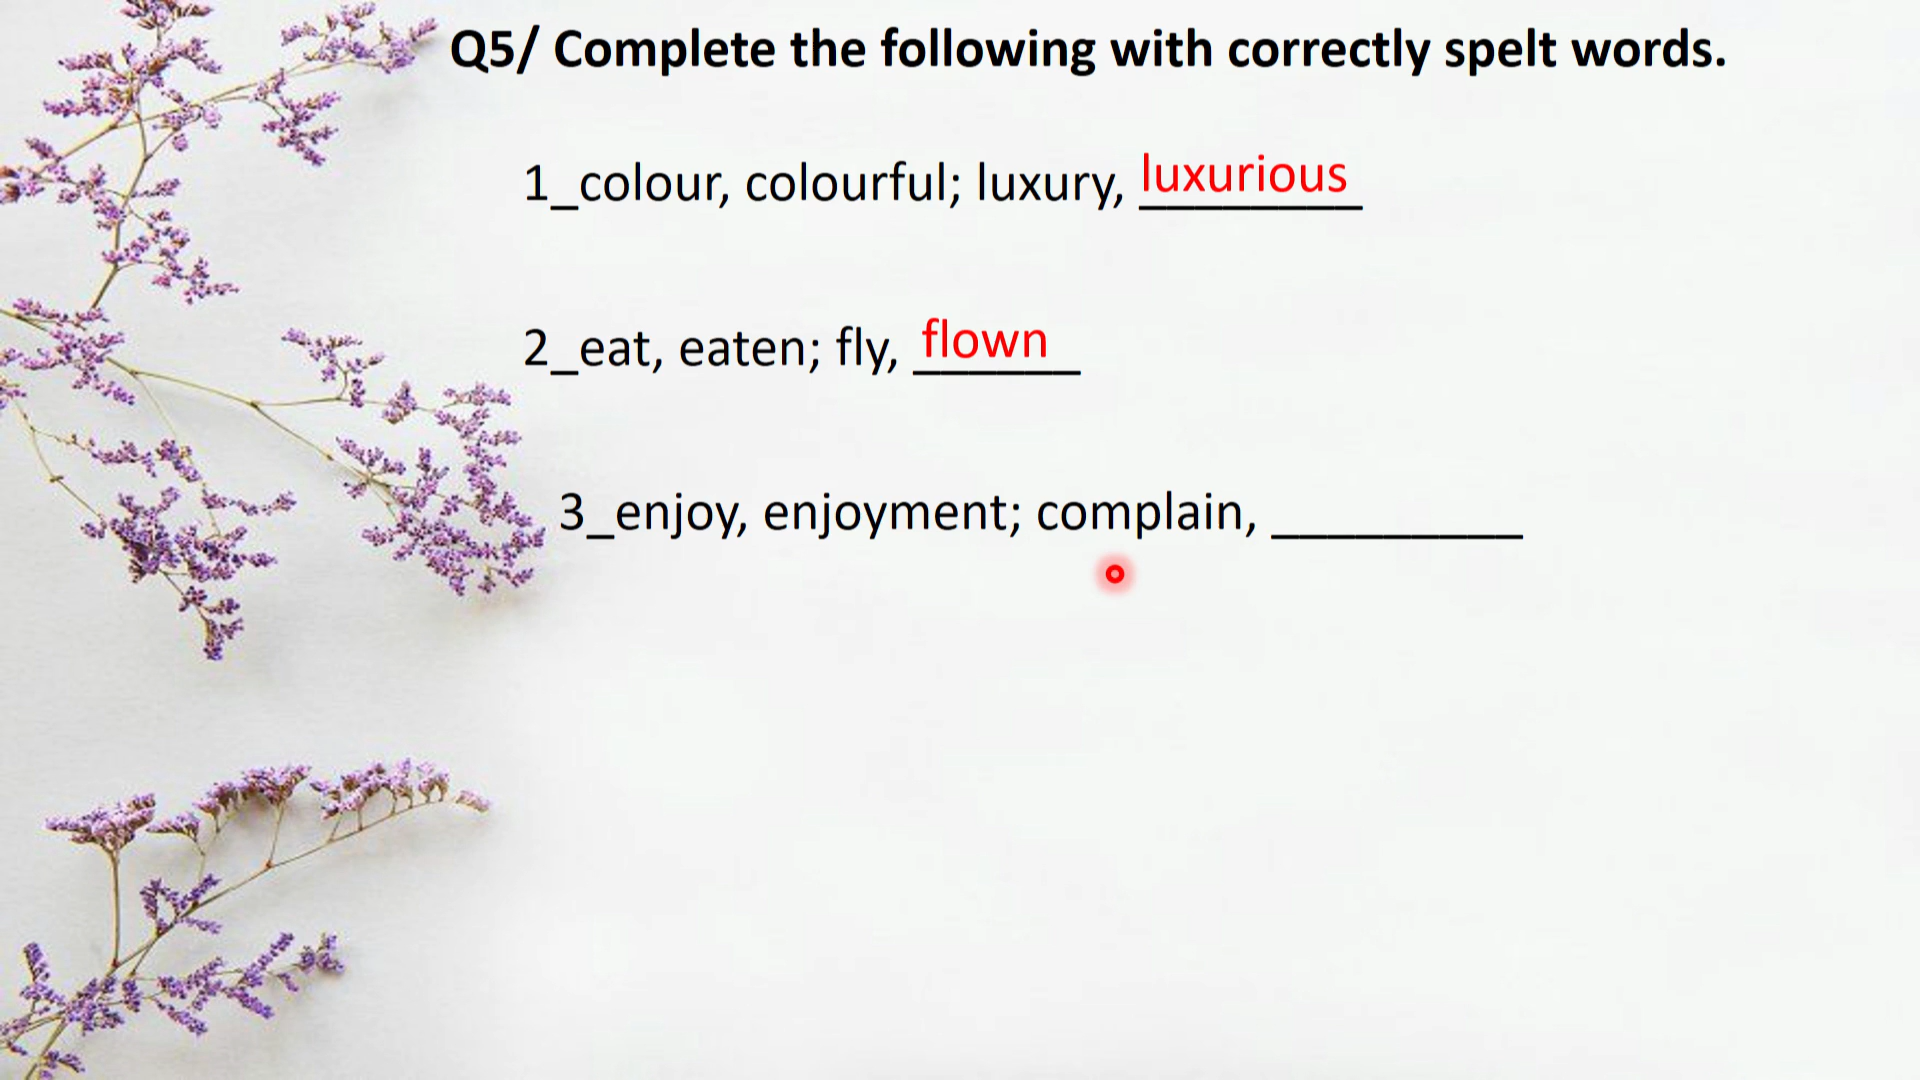 Q5/ Complete the following with correctly spelt words.
1_colour, colourful; luxury, luxurious
2_eat, eaten; fly, flown
3_enjoy, enjoyment; complain, _________